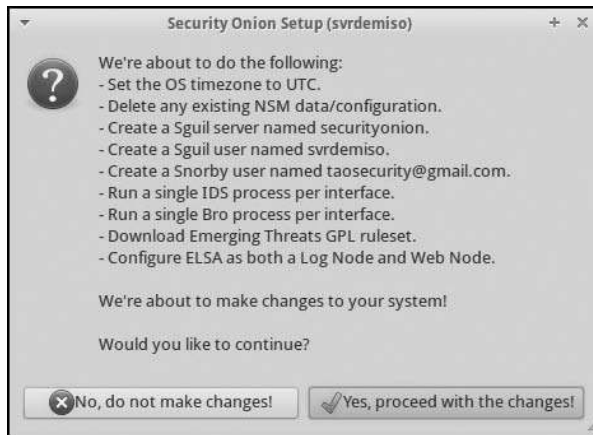 Security Onion Setup (svrdemiso)
We're about to do the following:
- Set the OS timezone to UTC.
- Delete any existing NSM data/configuration.
- Create a Sguil server named securityonion.
- Create a Sguil user named svrdemiso.
- Create a Snorby user named taosecurity@gmail.com.
- Run a single IDS process per interface.
- Run a single Bro process per interface.
- Download Emerging Threats GPL ruleset.
- Configure ELSA as both a Log Node and Web Node.
We're about to make changes to your system!
Would you like to continue?
No, do not make changes!
Yes, proceed with the changes!